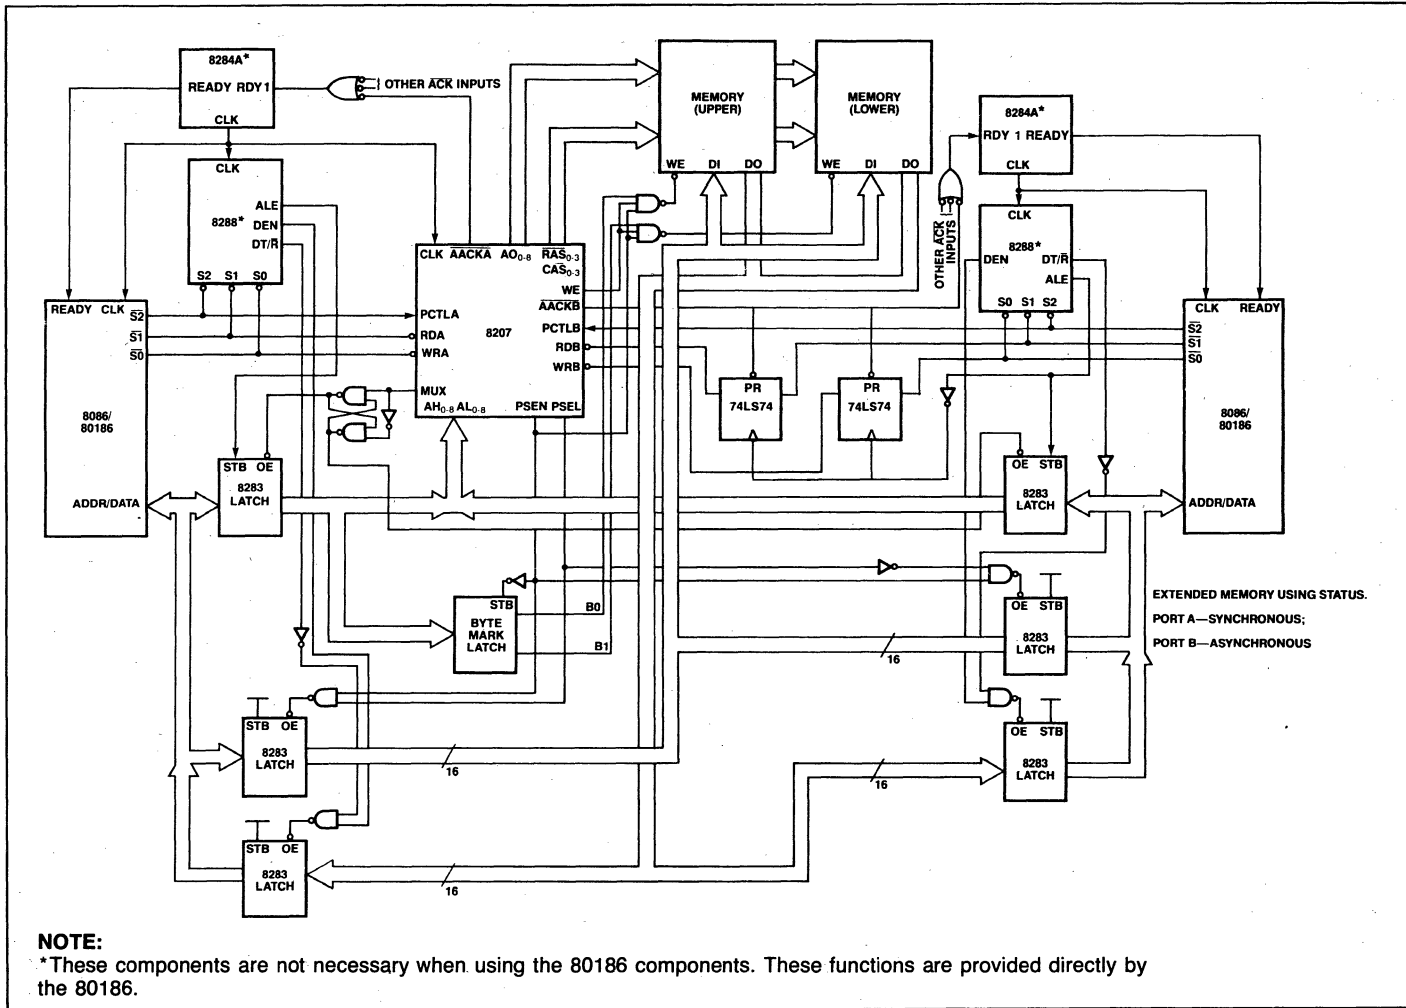 8284A*
READY RDY1
CLK
OTHER ACK INPUTS
CLK
ALE
8288*
DEN
DT/R
S2 S1 S0
READY CLK
S2
S1
S0
8086/
80186
ADDR/DATA
CLK AACKA AO0-8 RAS0-3
CAS0-3
WE
AACKB
PCTLA
PCTLB
8207
RDA
RDB
WRA
WRB
MUX
AH0-8 AL0-8 PSEN PSEL
MEMORY
(UPPER)
WE DI DO
MEMORY
(LOWER)
WE DI DO
8284A*
RDY 1 READY
CLK
OTHER ACK
INPUTS
CLK
8288*
DEN DT/R
ALE
S0 S1 S2
CLK READY
S2
S1
S0
8086/
80186
ADDR/DATA
PR
74LS74
PR
74LS74
STB OE
8283
LATCH
OE STB
8283
LATCH
STB
BYTE
MARK
LATCH
B0
B1
OE STB
8283
LATCH
16
EXTENDED MEMORY USING STATUS.
PORT A—SYNCHRONOUS;
PORT B—ASYNCHRONOUS
STB OE
8283
LATCH
16
OE STB
8283
LATCH
16
STB OE
8283
LATCH
16
NOTE:
*These components are not necessary when using the 80186 components. These functions are provided directly by
the 80186.